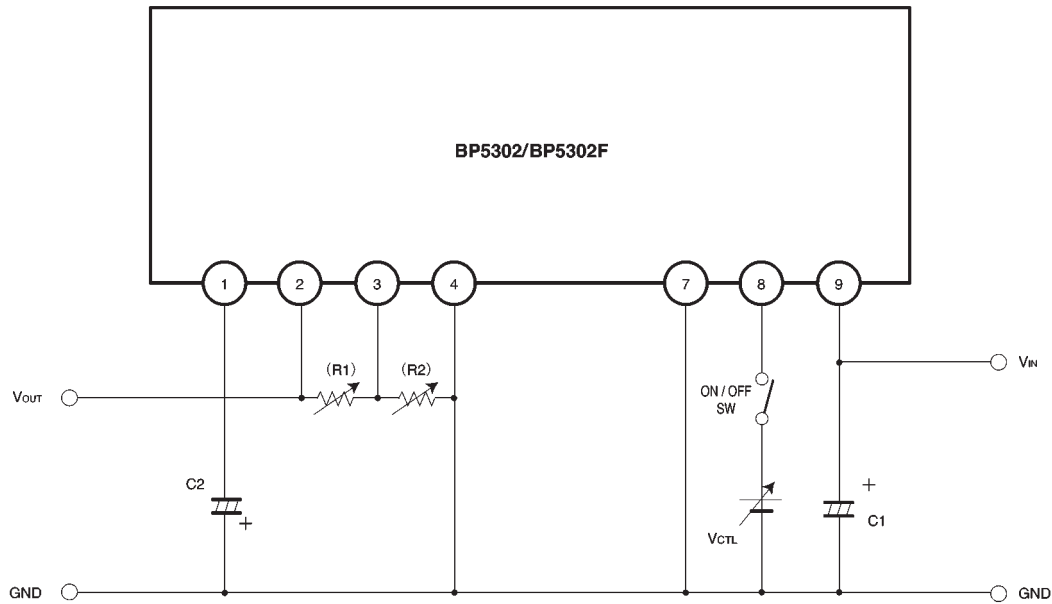 BP5302/BP5302F
1 2 3 4 7 8 9
(R1) (R2)
VIN
VOUT
ON / OFF
SW
C2
+
+
C1
VCTL
GND
GND